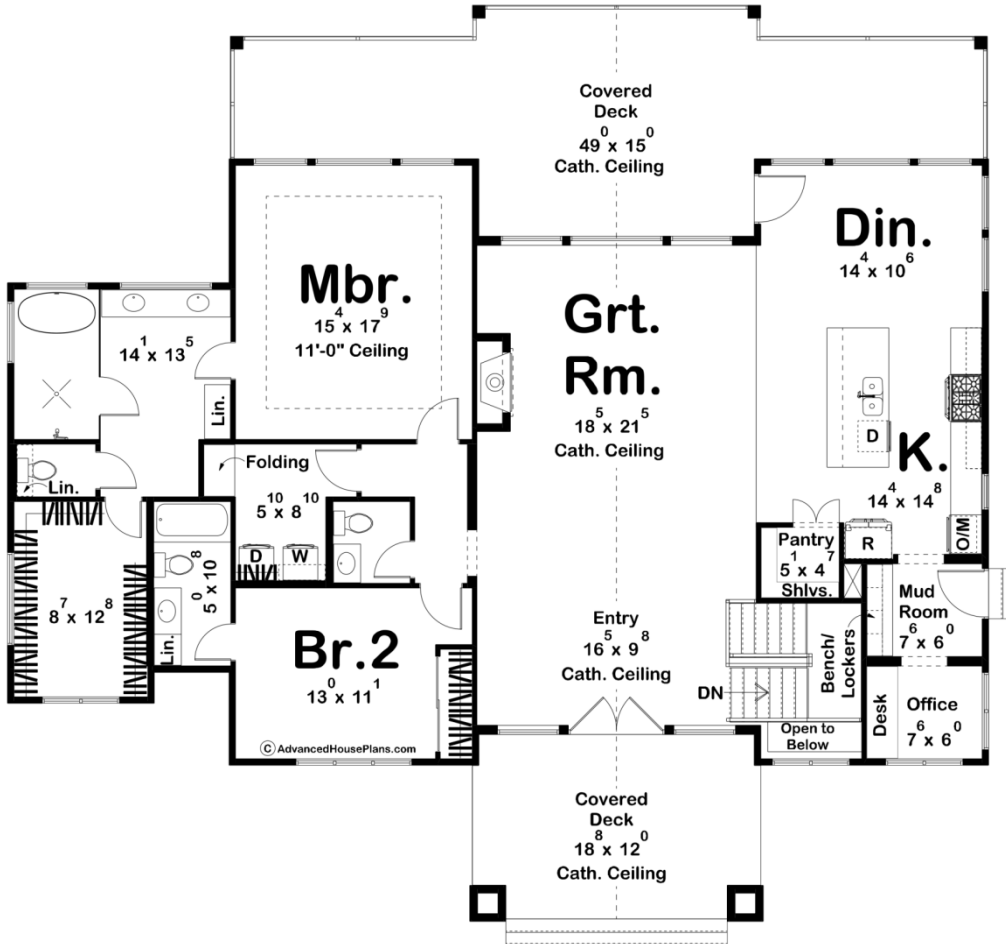 Covered
Deck
49⁰ x 15⁰
Cath. Ceiling
Din.
14⁴ x 10⁶
Mbr.
15⁴ x 17⁹
11'-0" Ceiling
Grt.
Rm.
18⁵ x 21⁵
Cath. Ceiling
14¹ x 13⁵
Lin.
D
K.
14⁴ x 14⁸
Folding
Lin.
5¹⁰ x 8¹⁰
D
W
Pantry
5¹ x 4⁷
Shlvs.
R
O/M
8⁷ x 12⁸
5⁰ x 10⁸
Lin.
Mud
Room
7⁶ x 6⁰
Entry
16⁵ x 9⁸
Cath. Ceiling
Br.2
13⁰ x 11¹
Bench/
Lockers
DN
Desk
Office
7⁶ x 6⁰
Open to
Below
© AdvancedHousePlans.com
Covered
Deck
18⁸ x 12⁰
Cath. Ceiling